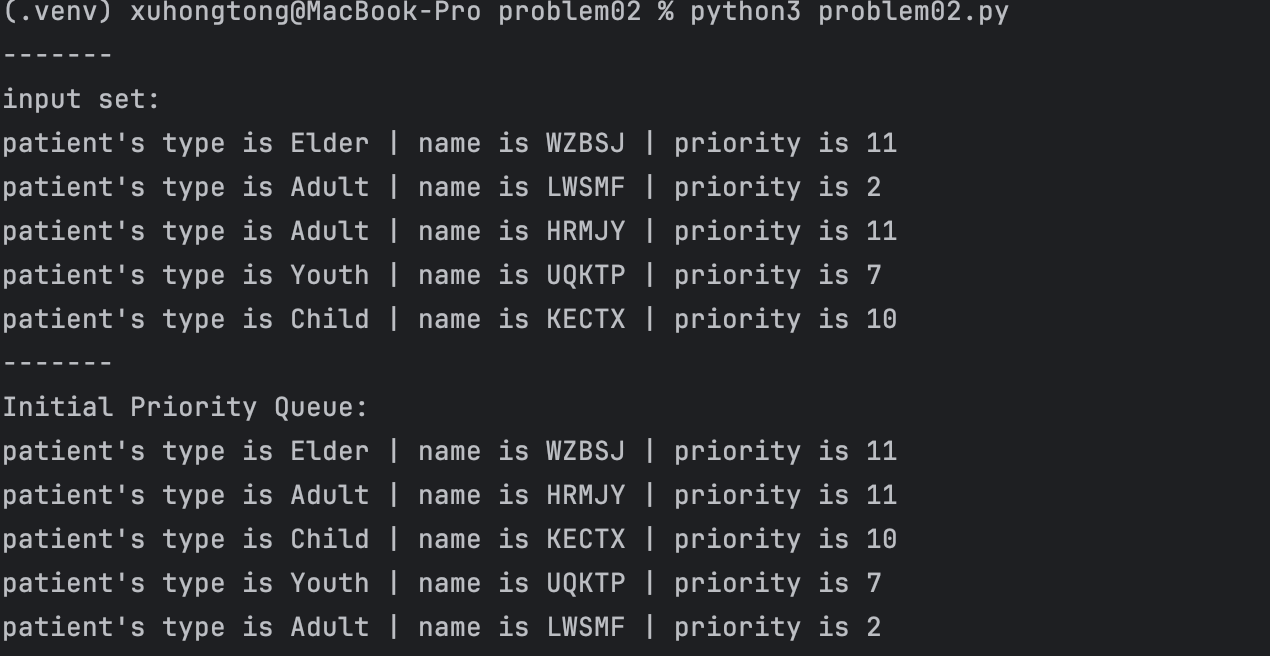 (.venv) xuhongtong@MacBook-Pro problem02 % python3 problem02.py
-------
input set:
patient's type is Elder | name is WZBSJ | priority is 11
patient's type is Adult | name is LWSMF | priority is 2
patient's type is Adult | name is HRMJY | priority is 11
patient's type is Youth | name is UQKTP | priority is 7
patient's type is Child | name is KECTX | priority is 10
-------
Initial Priority Queue:
patient's type is Elder | name is WZBSJ | priority is 11
patient's type is Adult | name is HRMJY | priority is 11
patient's type is Child | name is KECTX | priority is 10
patient's type is Youth | name is UQKTP | priority is 7
patient's type is Adult | name is LWSMF | priority is 2